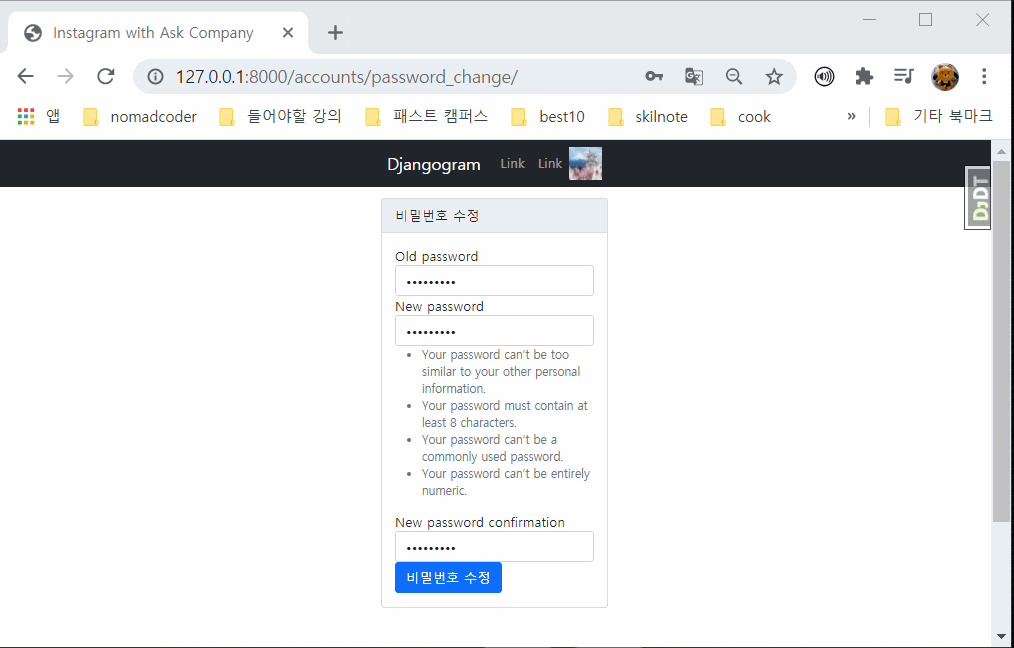 Instagram with Ask Company
127.0.0.1:8000/accounts/password_change/
앱 nomadcoder 들어야할 강의 패스트 캠퍼스 best10 skilnote cook » 기타 북마크
Djangogram Link Link
DjDT
비밀번호 수정
Old password
•••••••••
New password
•••••••••
• Your password can't be too
similar to your other personal
information.
• Your password must contain at
least 8 characters.
• Your password can't be a
commonly used password.
• Your password can't be entirely
numeric.
New password confirmation
•••••••••
비밀번호 수정